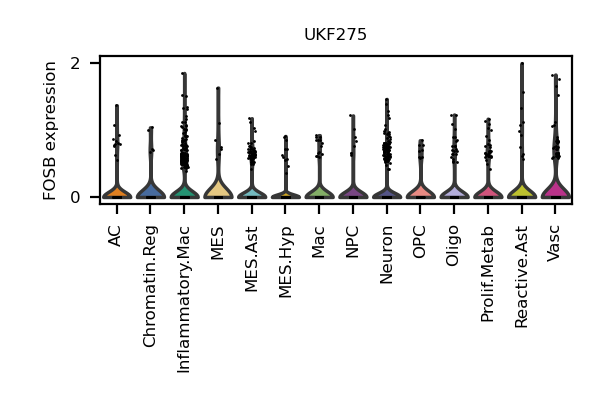 UKF275
FOSB expression
2
0
AC
Chromatin.Reg
Inflammatory.Mac
MES
MES.Ast
MES.Hyp
Mac
NPC
Neuron
OPC
Oligo
Prolif.Metab
Reactive.Ast
Vasc